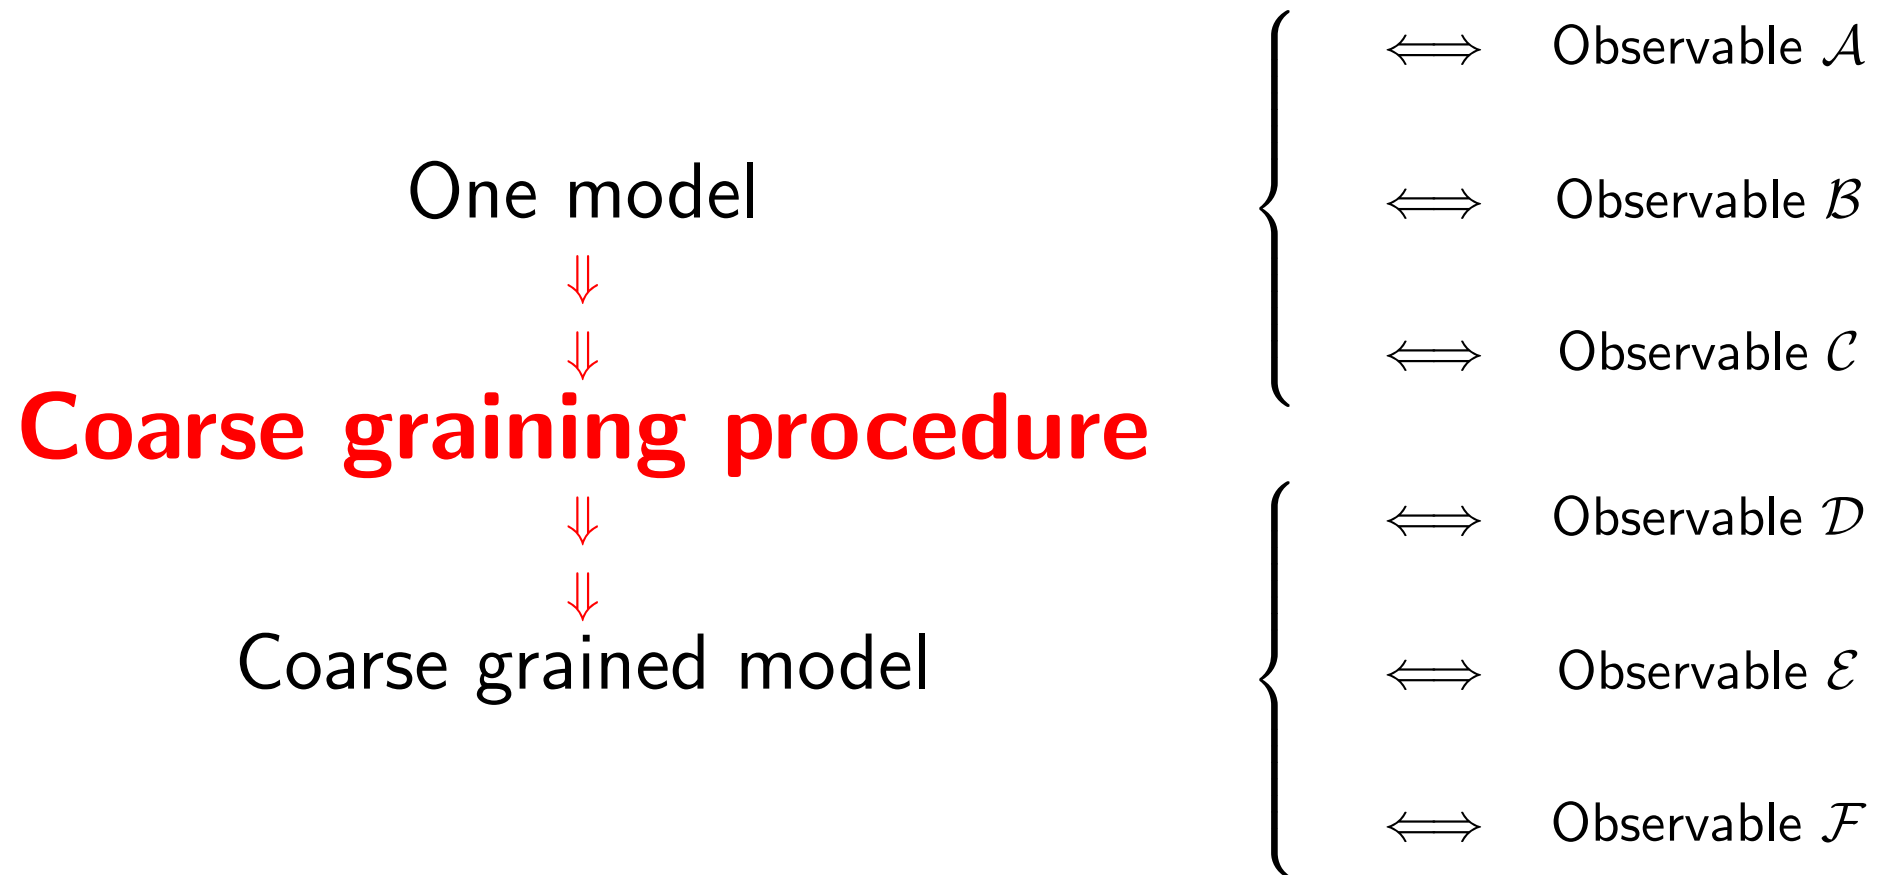 One model
⇓
⇓
Coarse graining procedure
⇓
⇓
Coarse grained model
⟺ Observable 𝒜
⟺ Observable ℬ
⟺ Observable 𝒞
⟺ Observable 𝒟
⟺ Observable ℰ
⟺ Observable ℱ